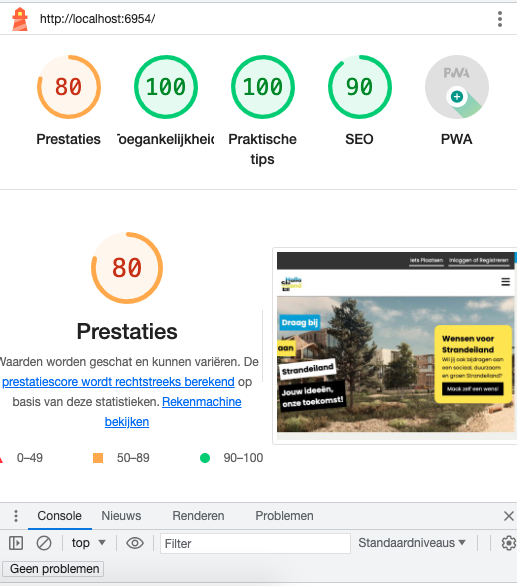 http://localhost:6954/
80
100
100
90
PWA
Prestaties
Toegankelijkheid
Praktische
tips
SEO
PWA
80
Prestaties
Waarden worden geschat en kunnen variëren. De
prestatiescore wordt rechtstreeks berekend op
basis van deze statistieken. Rekenmachine
bekijken
0–49
50–89
90–100
Iets Plaatsen
Inloggen of Registreren
Hallo
Draag bij
aan
Strandeiland
Jouw ideeën,
onze toekomst!
Wensen voor
Strandeiland
Wil jij ook bijdragen aan
een sociaal, duurzaam
en groen Strandeiland?
Maak zelf een wens!
Console
Nieuws
Renderen
Problemen
top
Filter
Standaardniveaus
Geen problemen